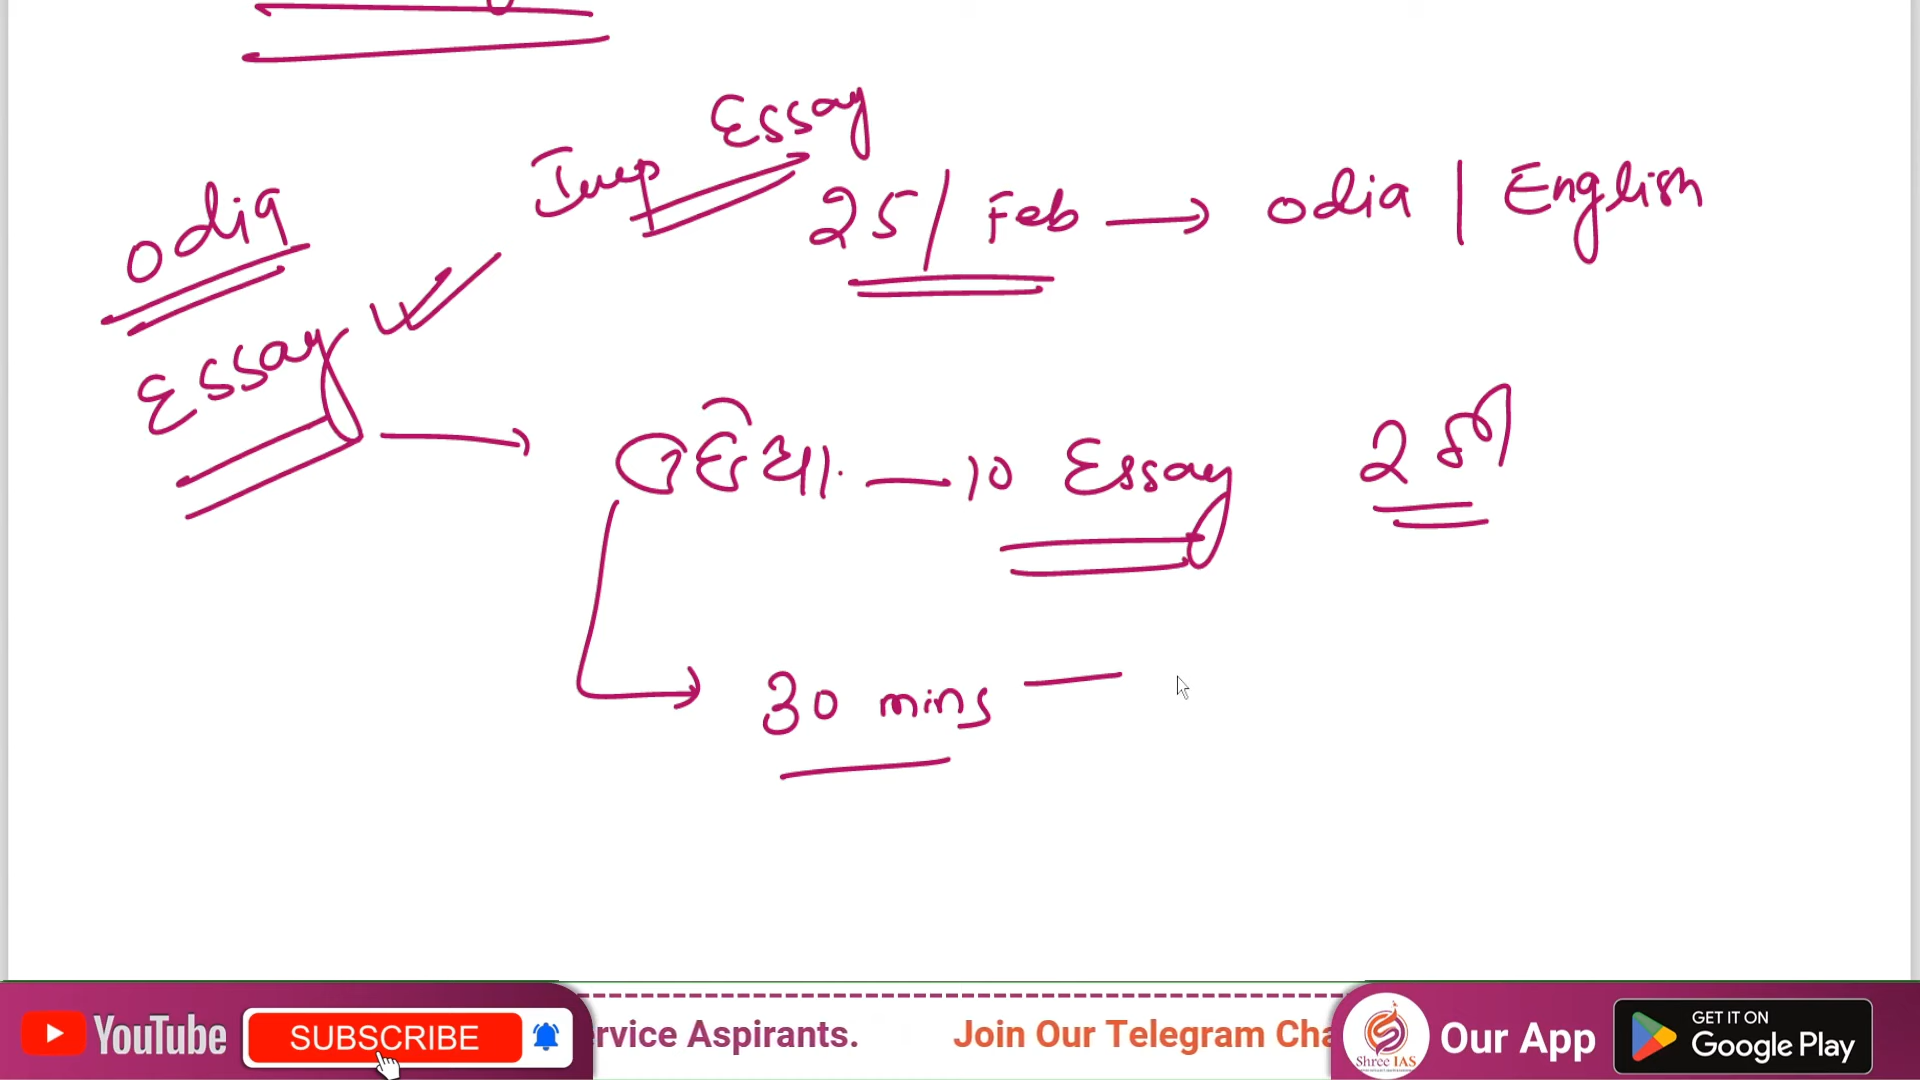 Imp Essay
odia
25/Feb → odia | English
Essay
— 10 Essay
2
30 mins —
YouTube
SUBSCRIBE
rvice Aspirants.
Join Our Telegram Cha
Shree IAS
Our App
GET IT ON
Google Play